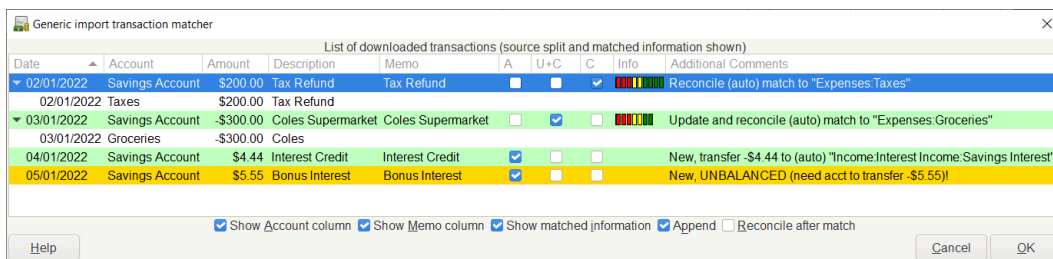 Generic import transaction matcher
List of downloaded transactions (source split and matched information shown)
Date Account Amount Description Memo A U+C C Info Additional Comments
02/01/2022 Savings Account $200.00 Tax Refund Tax Refund Reconcile (auto) match to "Expenses:Taxes"
02/01/2022 Taxes $200.00 Tax Refund
03/01/2022 Savings Account -$300.00 Coles Supermarket Coles Supermarket Update and reconcile (auto) match to "Expenses:Groceries"
03/01/2022 Groceries -$300.00 Coles
04/01/2022 Savings Account $4.44 Interest Credit Interest Credit New, transfer -$4.44 to (auto) "Income:Interest Income:Savings Interest"
05/01/2022 Savings Account $5.55 Bonus Interest Bonus Interest New, UNBALANCED (need acct to transfer -$5.55)!
Show Account column Show Memo column Show matched information Append Reconcile after match
Help Cancel OK